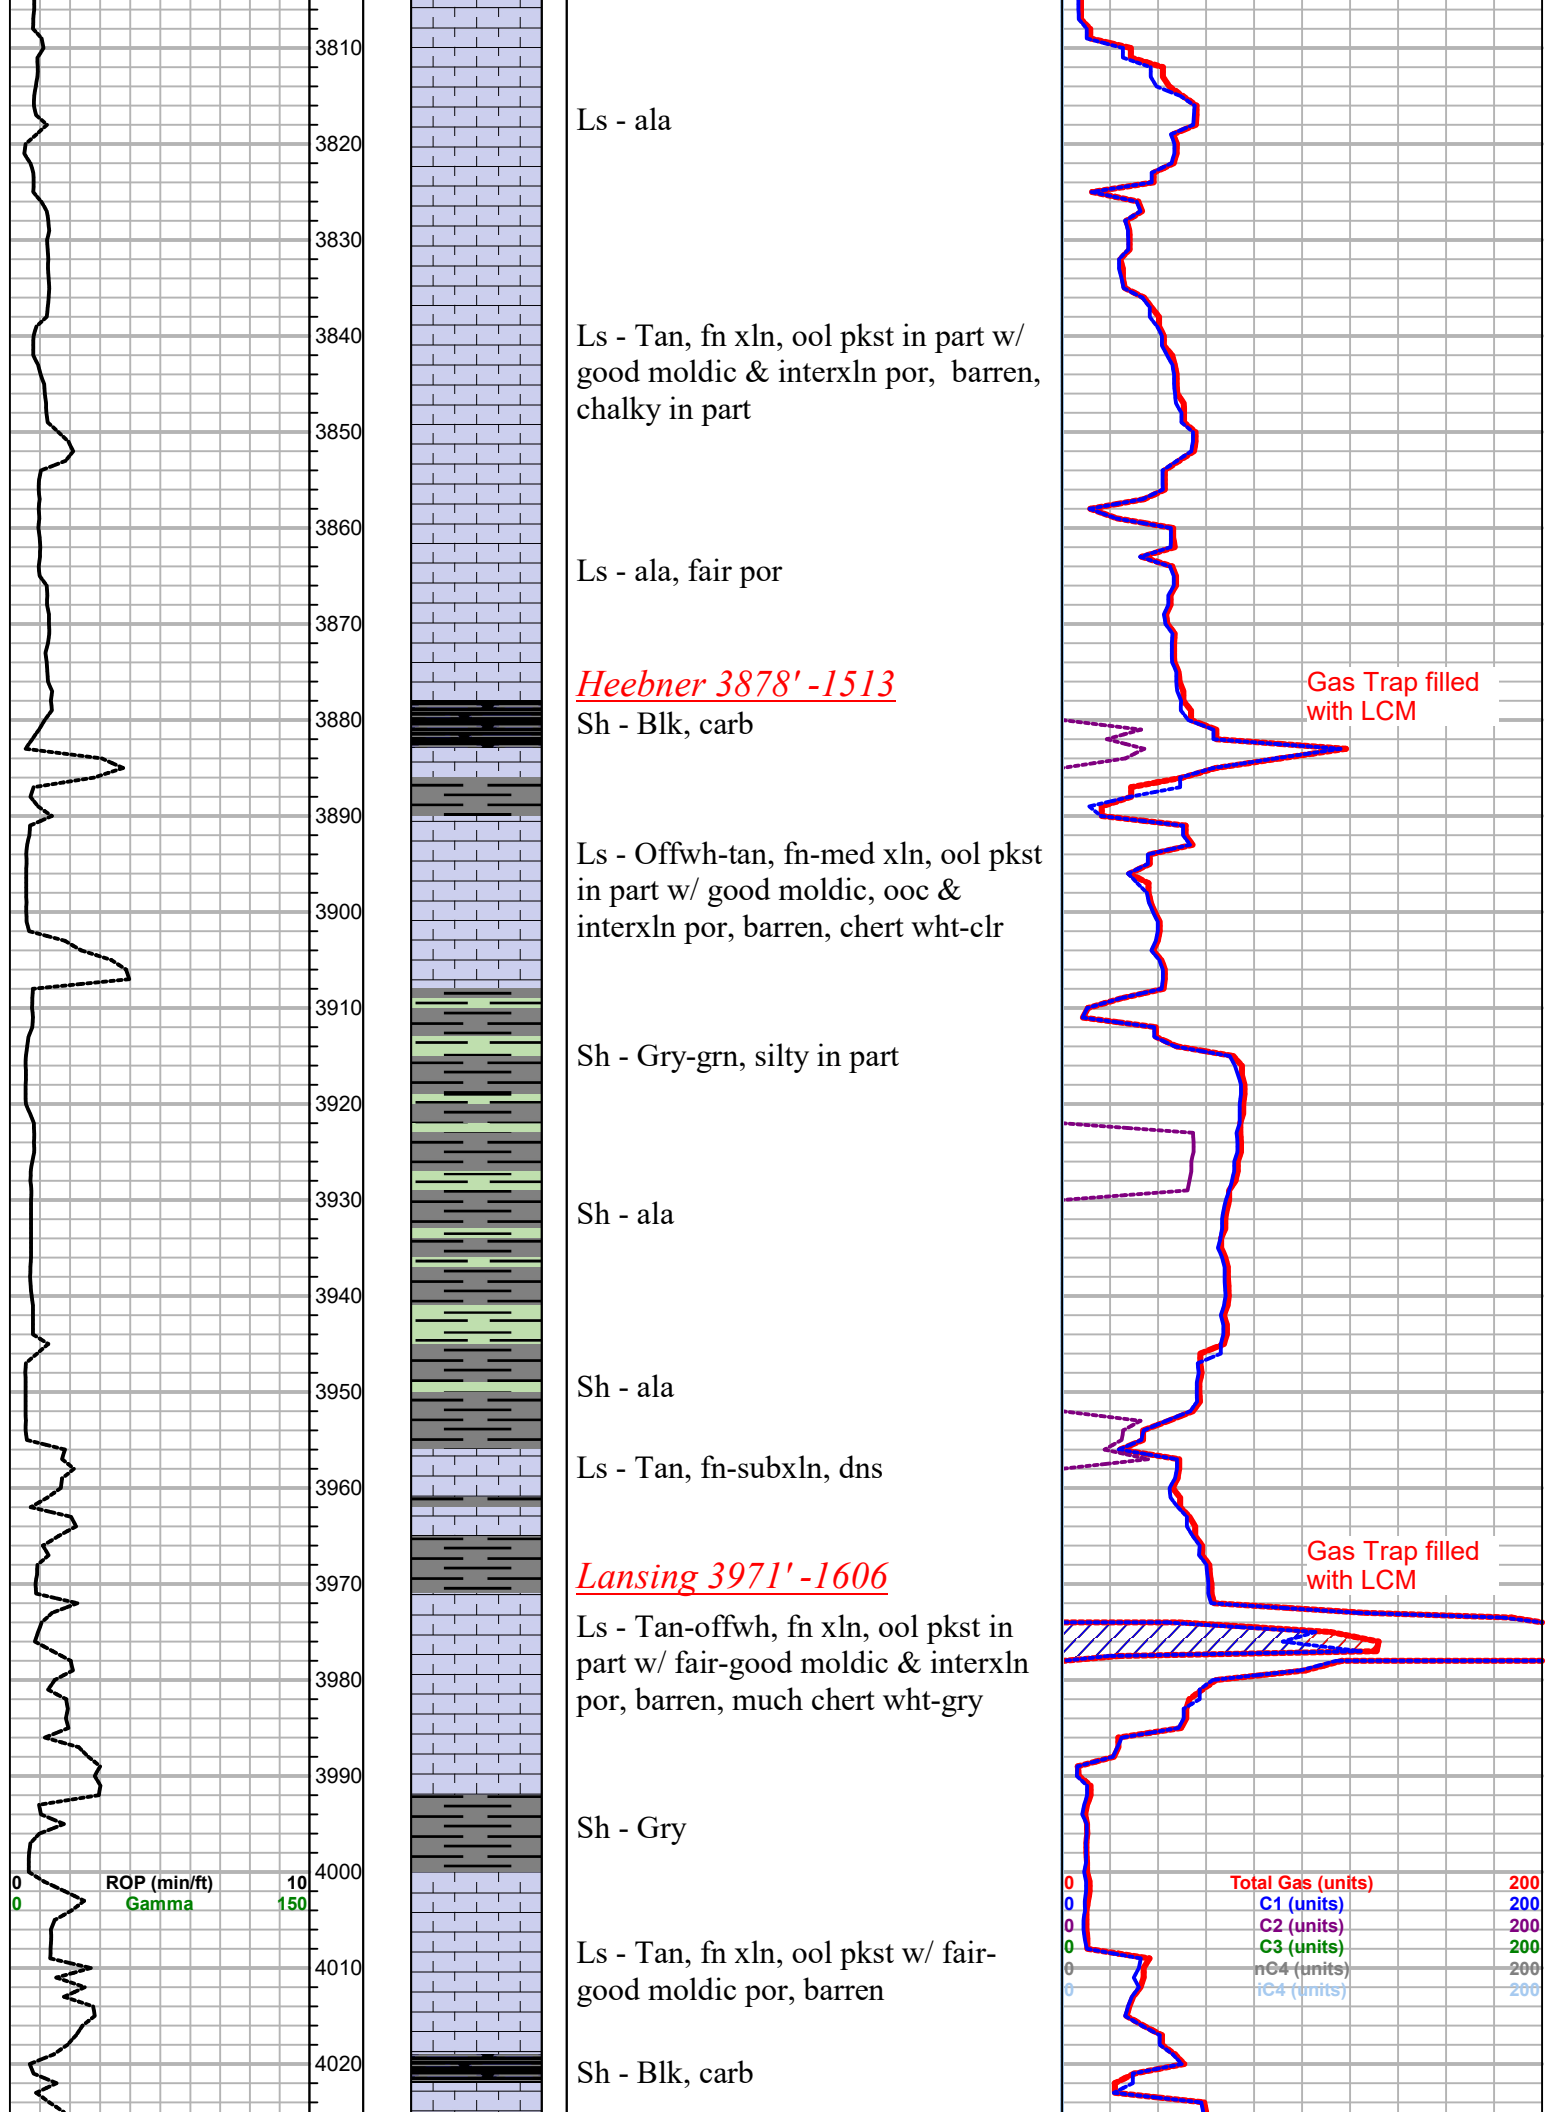 3810
Ls - ala
3820
3830
Ls - Tan, fn xln, ool pkst in part w/
3840
good moldic & interxln por,  barren,
chalky in part
3850
3860
Ls - ala, fair por
3870
Heebner 3878' -1513
Gas Trap filled
with LCM
3880
Sh - Blk, carb
3890
Ls - Offwh-tan, fn-med xln, ool pkst
in part w/ good moldic, ooc &
3900
interxln por, barren, chert wht-clr
3910
Sh - Gry-grn, silty in part
3920
3930
Sh - ala
3940
3950
Sh - ala
Ls - Tan, fn-subxln, dns
3960
Gas Trap filled
with LCM
3970
Lansing 3971' -1606
Ls - Tan-offwh, fn xln, ool pkst in
part w/ fair-good moldic & interxln
3980
por, barren, much chert wht-gry
3990
Sh - Gry
4000
0 ROP (min/ft) 10
0 Gamma 150
0 Total Gas (units) 200
0 C1 (units) 200
0 C2 (units) 200
0 C3 (units) 200
0 nC4 (units) 200
0 iC4 (units) 200
Ls - Tan, fn xln, ool pkst w/ fair-
4010
good moldic por, barren
4020
Sh - Blk, carb